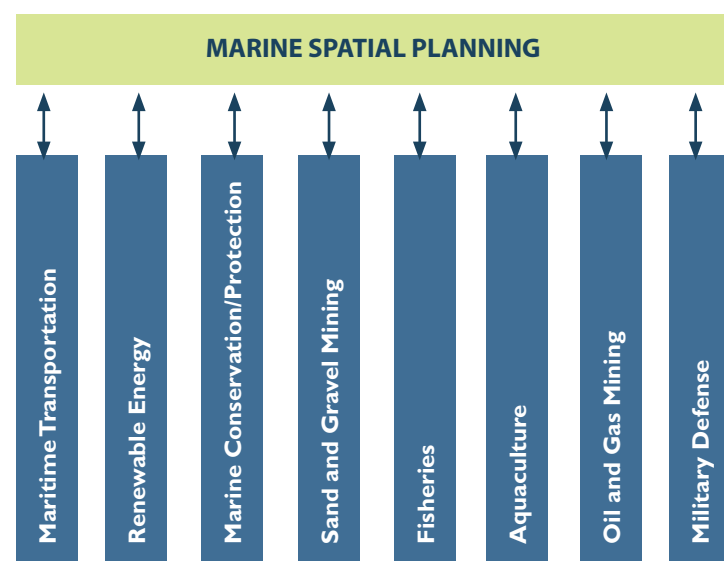 MARINE SPATIAL PLANNING
Maritime Transportation
Renewable Energy
Marine Conservation/Protection
Sand and Gravel Mining
Fisheries
Aquaculture
Oil and Gas Mining
Military Defense